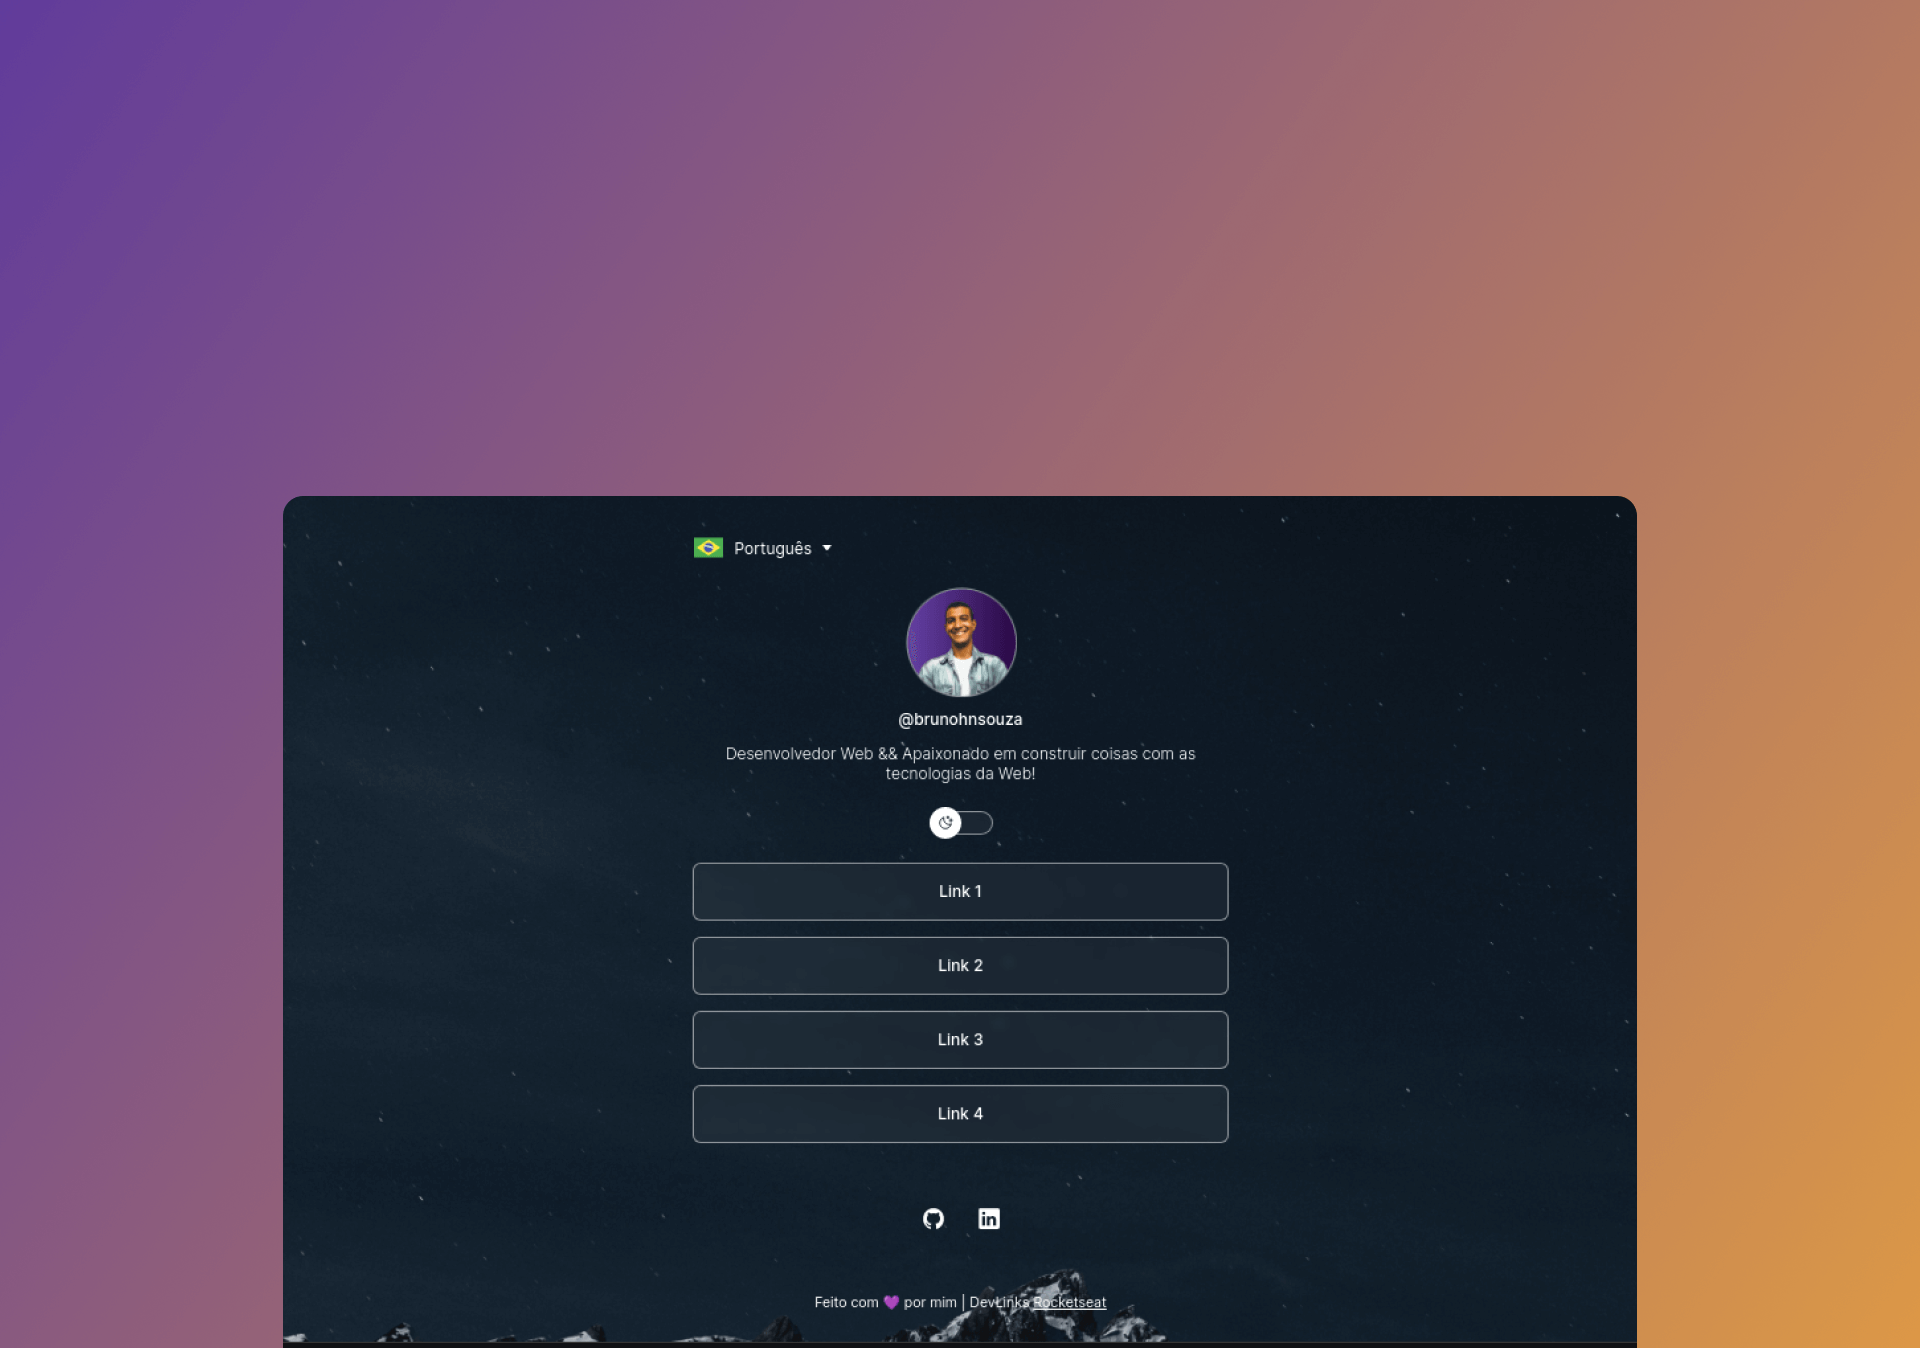 Português
@brunohnsouza
Desenvolvedor Web && Apaixonado em construir coisas com as
tecnologias da Web!
Link 1
Link 2
Link 3
Link 4
in
Feito com 💜 por mim | DevLinks Rocketseat